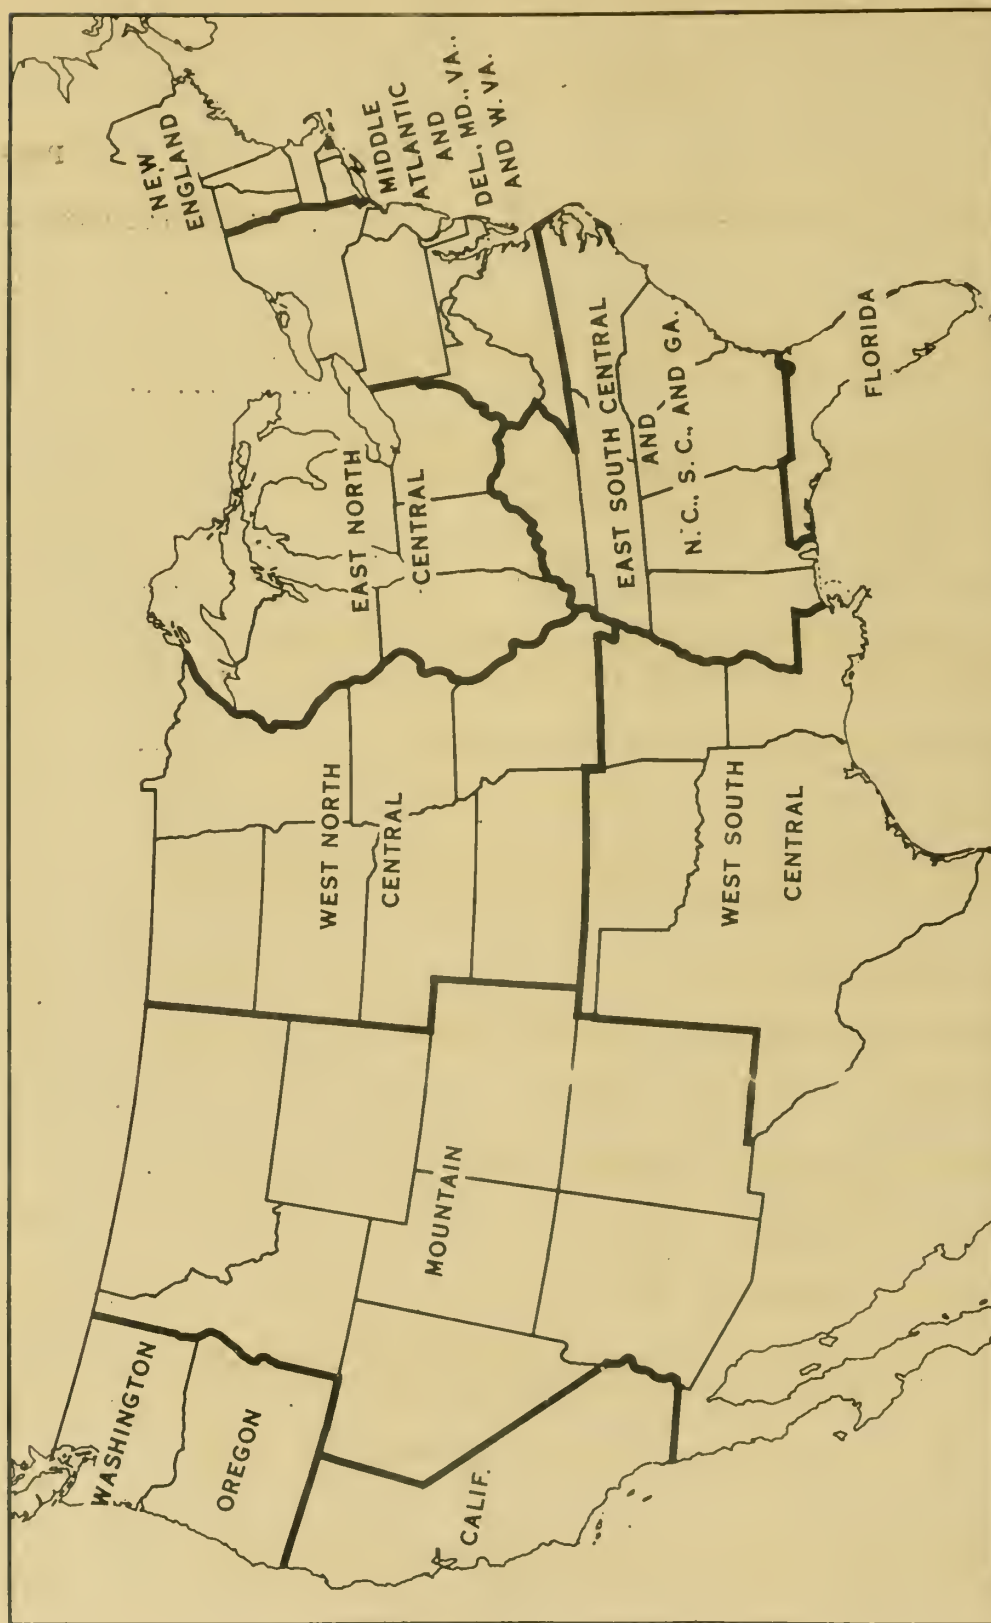 WASHINGTON
OREGON
CALIF.
MOUNTAIN
WEST NORTH
CENTRAL
WEST SOUTH
CENTRAL
EAST NORTH
CENTRAL
EAST SOUTH CENTRAL
AND
N.C., S.C., AND GA.
FLORIDA
NEW
ENGLAND
MIDDLE
ATLANTIC
AND
DEL., MD., VA.,
AND W. VA.